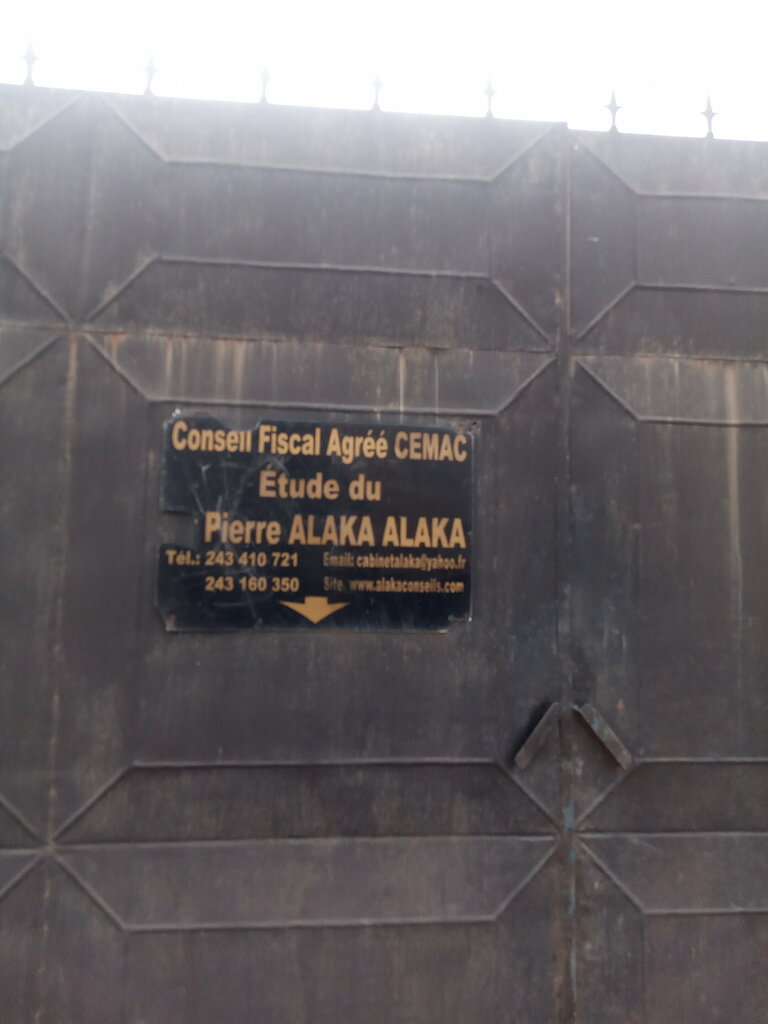 Conseil Fiscal Agréé CEMAC
Étude du
Pierre ALAKA ALAKA
Tél.: 243 410 721 Email: cabinetalaka@yahoo.fr
243 160 350 Site. www.alakaconseils.com